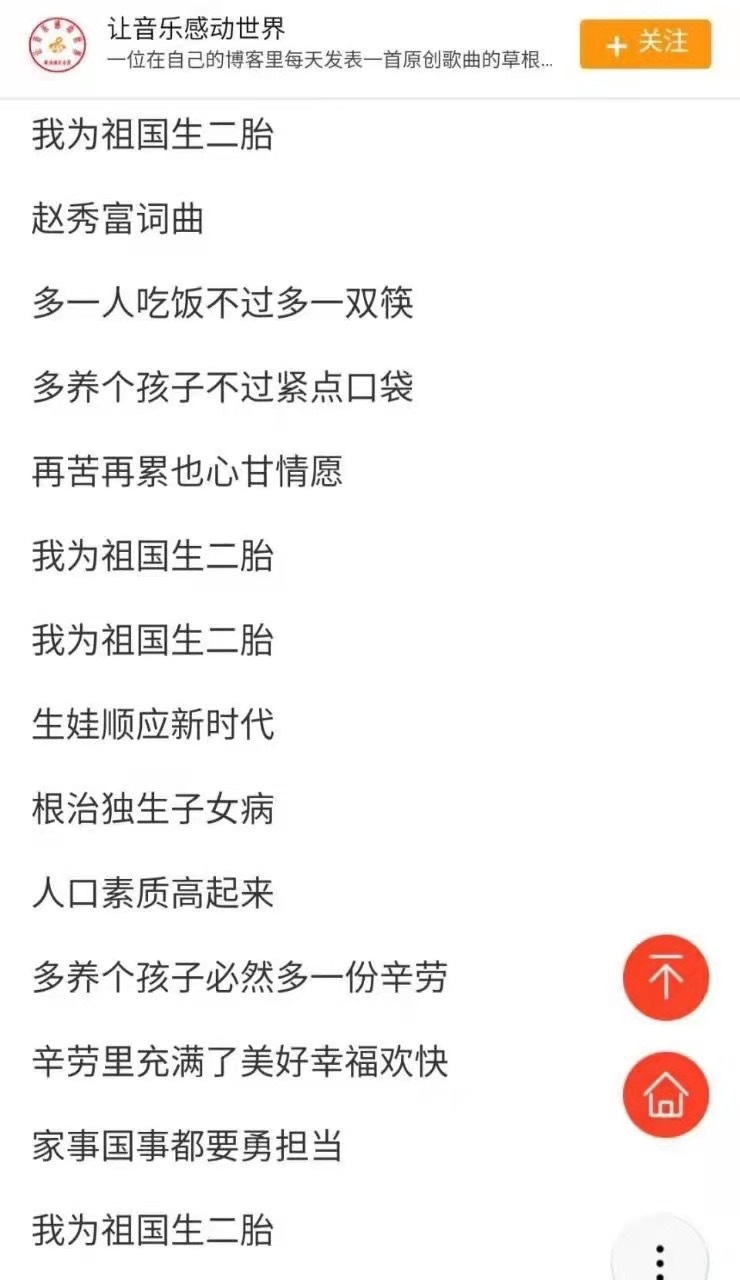 让音乐感动世界
一位在自己的博客里每天发表一首原创歌曲的草根...
+ 关注
我为祖国生二胎
赵秀富词曲
多一人吃饭不过多一双筷
多养个孩子不过紧点口袋
再苦再累也心甘情愿
我为祖国生二胎
我为祖国生二胎
生娃顺应新时代
根治独生子女病
人口素质高起来
多养个孩子必然多一份辛劳
辛劳里充满了美好幸福欢快
家事国事都要勇担当
我为祖国生二胎